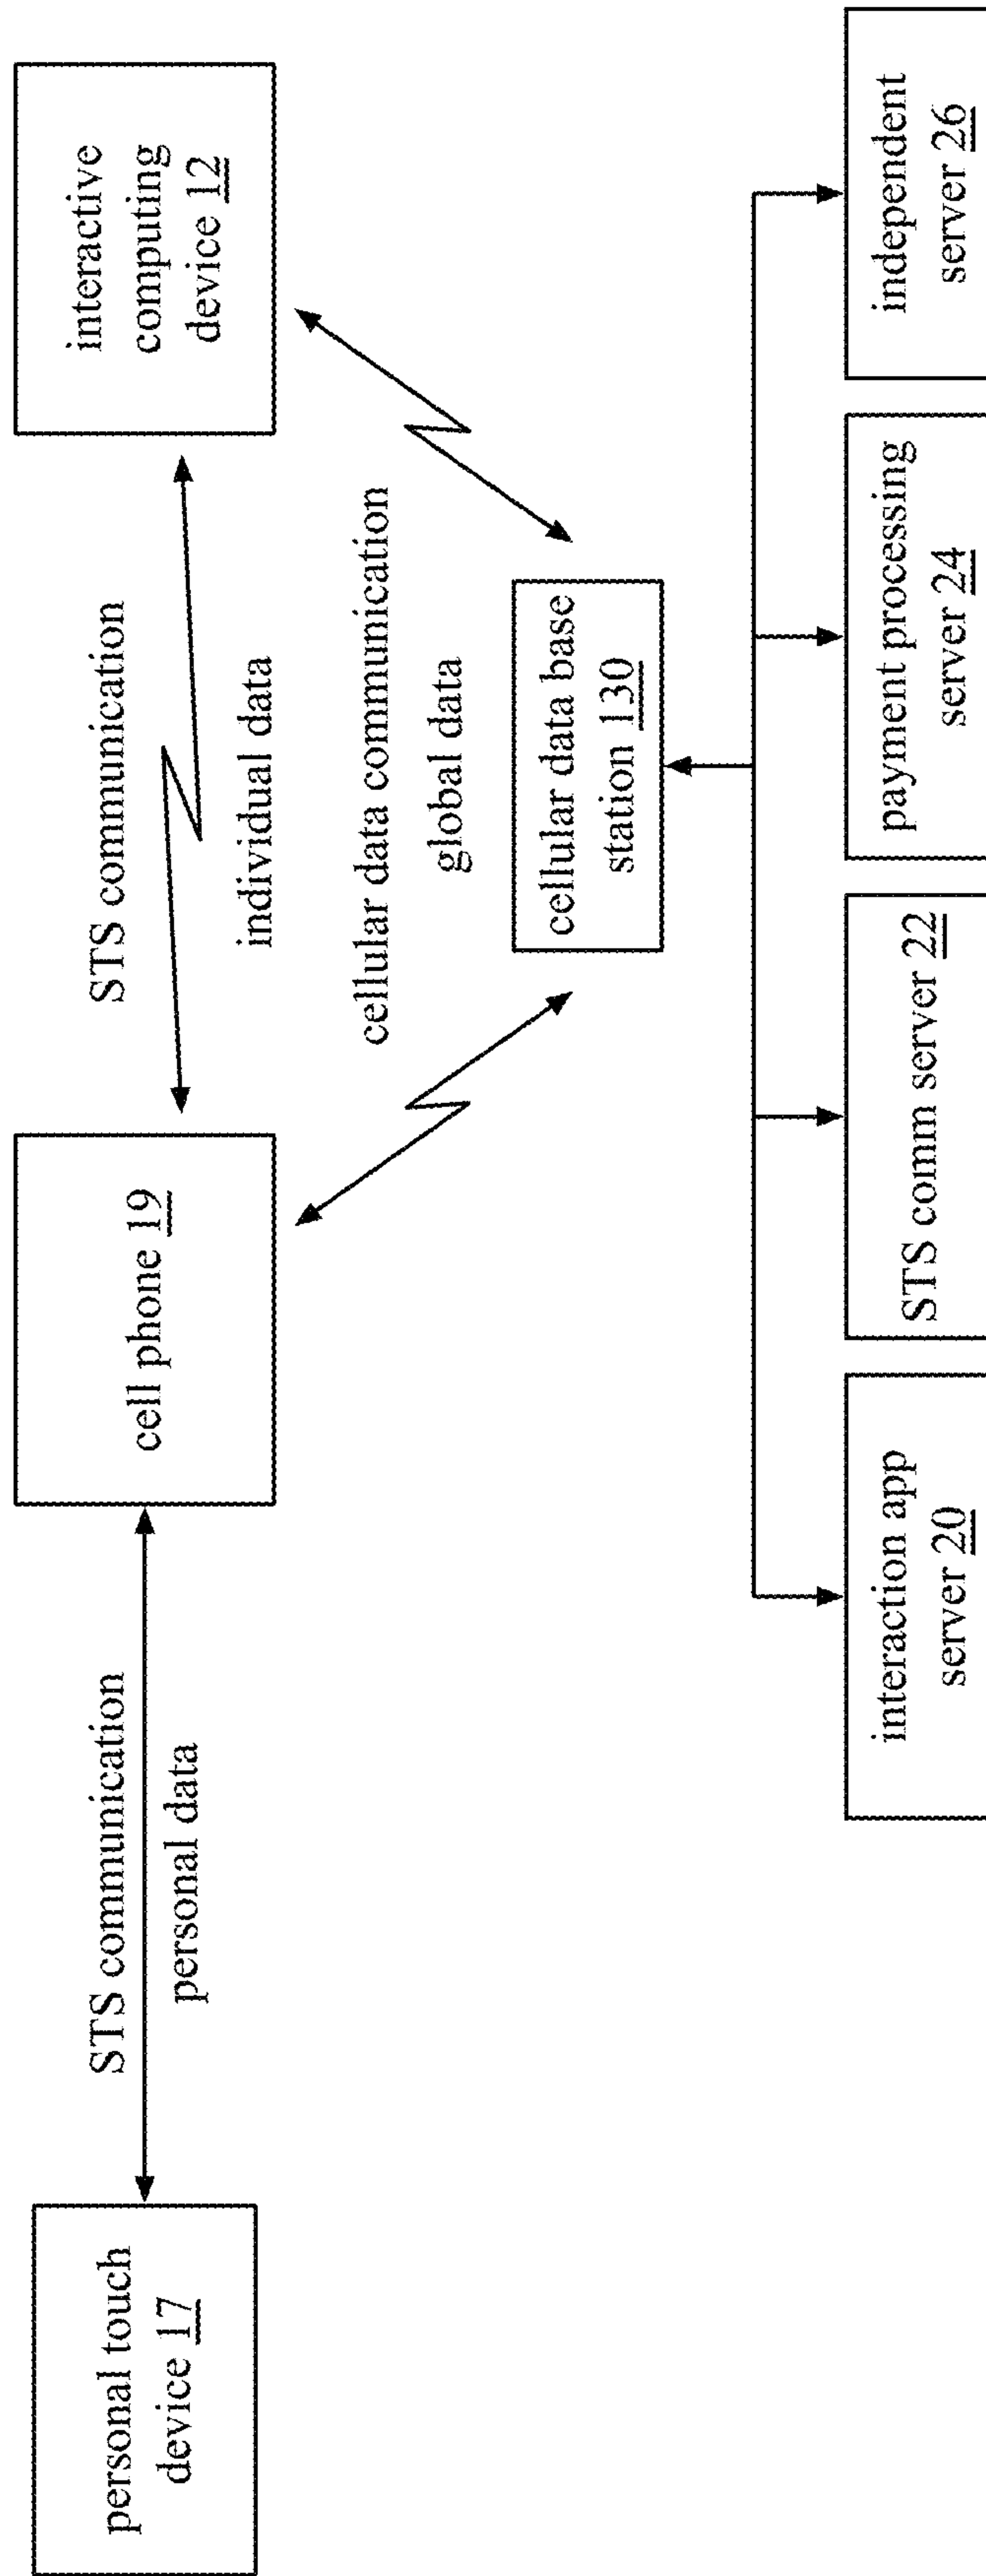 personal touch
device 17
STS communication
personal data
cell phone 19
STS communication
individual data
interactive
computing
device 12
cellular data communication
global data
cellular data base
station 130
interaction app
server 20
STS comm server 22
payment processing
server 24
independent
server 26